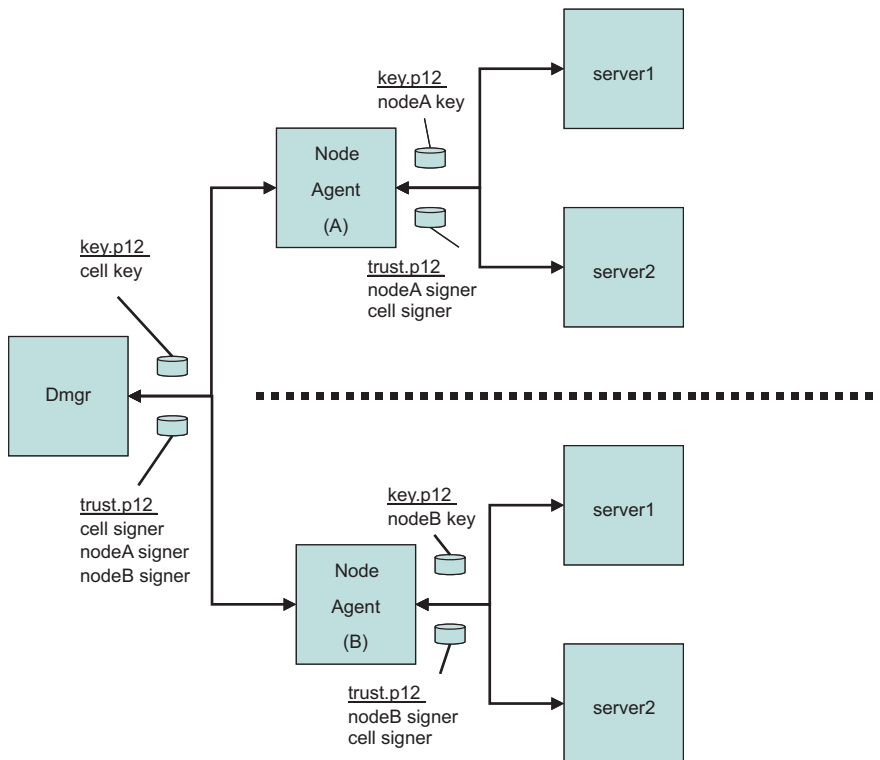 server1
key.p12
nodeA key
Node
Agent
(A)
trust.p12
nodeA signer
cell signer
server2
key.p12
cell key
Dmgr
trust.p12
cell signer
nodeA signer
nodeB signer
key.p12
nodeB key
server1
Node
Agent
(B)
trust.p12
nodeB signer
cell signer
server2